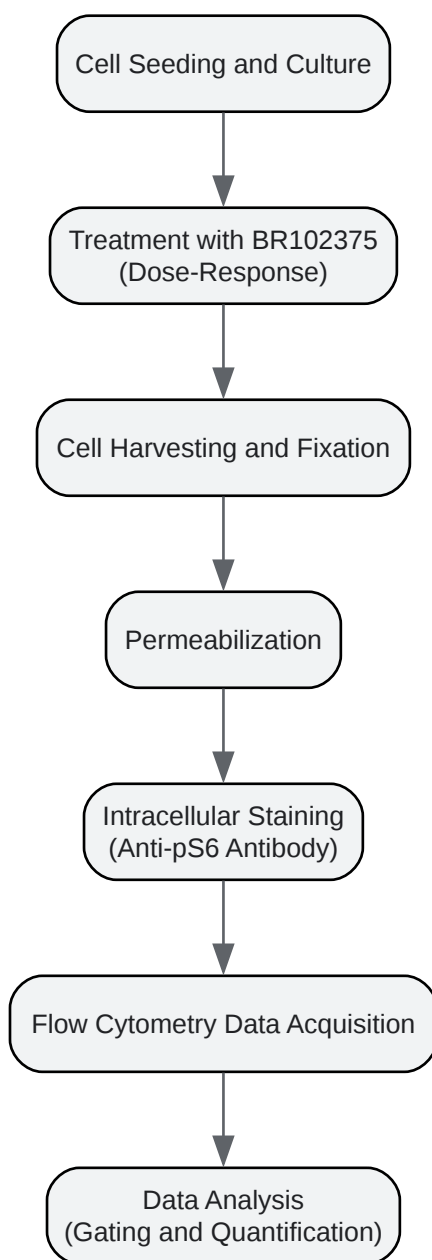 Cell Seeding and Culture
Treatment with BR102375
(Dose-Response)
Cell Harvesting and Fixation
Permeabilization
Intracellular Staining
(Anti-pS6 Antibody)
Flow Cytometry Data Acquisition
Data Analysis
(Gating and Quantification)